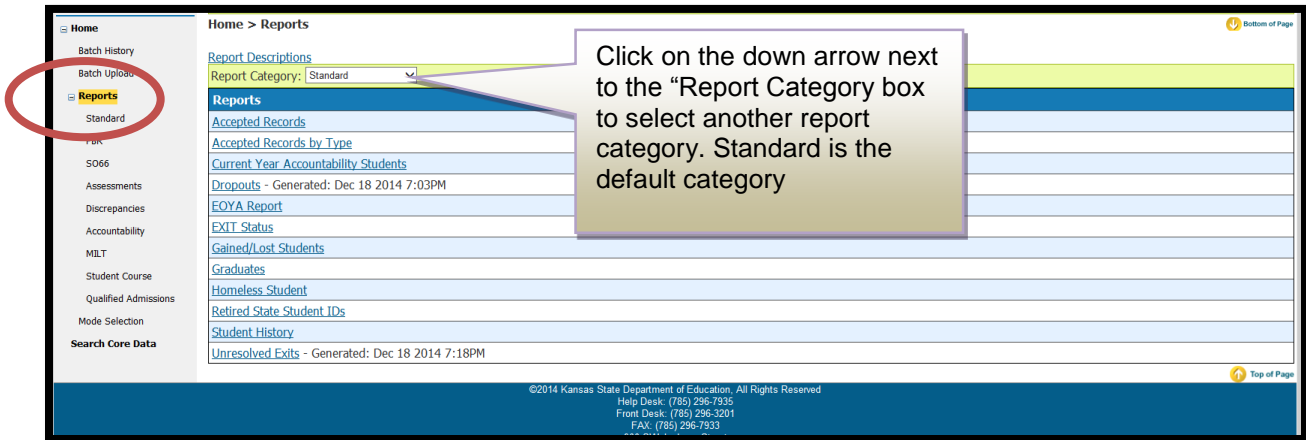 Home
Batch History
Batch Upload
Reports
Standard
PBR
SO66
Assessments
Discrepancies
Accountability
MILT
Student Course
Qualified Admissions
Mode Selection
Search Core Data
Home > Reports
Bottom of Page
Report Descriptions
Report Category: Standard
Reports
Accepted Records
Accepted Records by Type
Current Year Accountability Students
Dropouts - Generated: Dec 18 2014 7:03PM
EOYA Report
EXIT Status
Gained/Lost Students
Graduates
Homeless Student
Retired State Student IDs
Student History
Unresolved Exits - Generated: Dec 18 2014 7:18PM
Click on the down arrow next
to the “Report Category box
to select another report
category. Standard is the
default category
Top of Page
©2014 Kansas State Department of Education, All Rights Reserved
Help Desk: (785) 296-7935
Front Desk: (785) 296-3201
FAX: (785) 296-7933